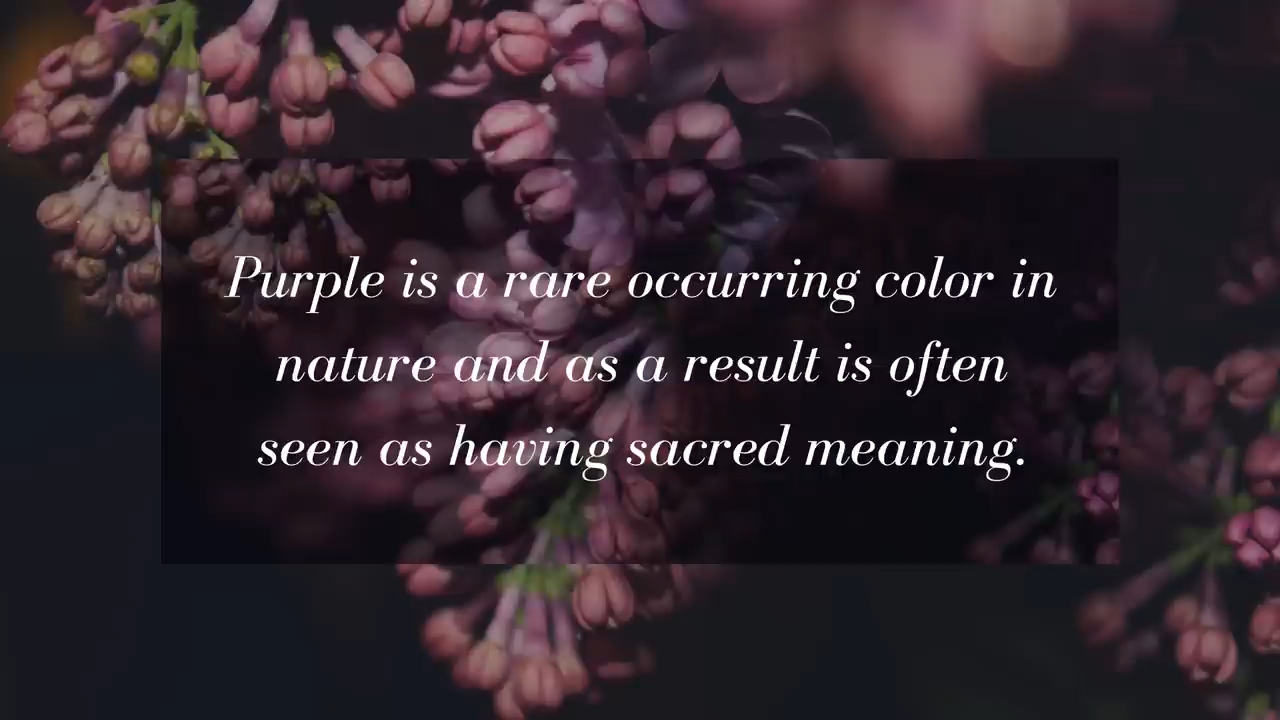 Purple is a rare occurring color in
nature and as a result is often
seen as having sacred meaning.